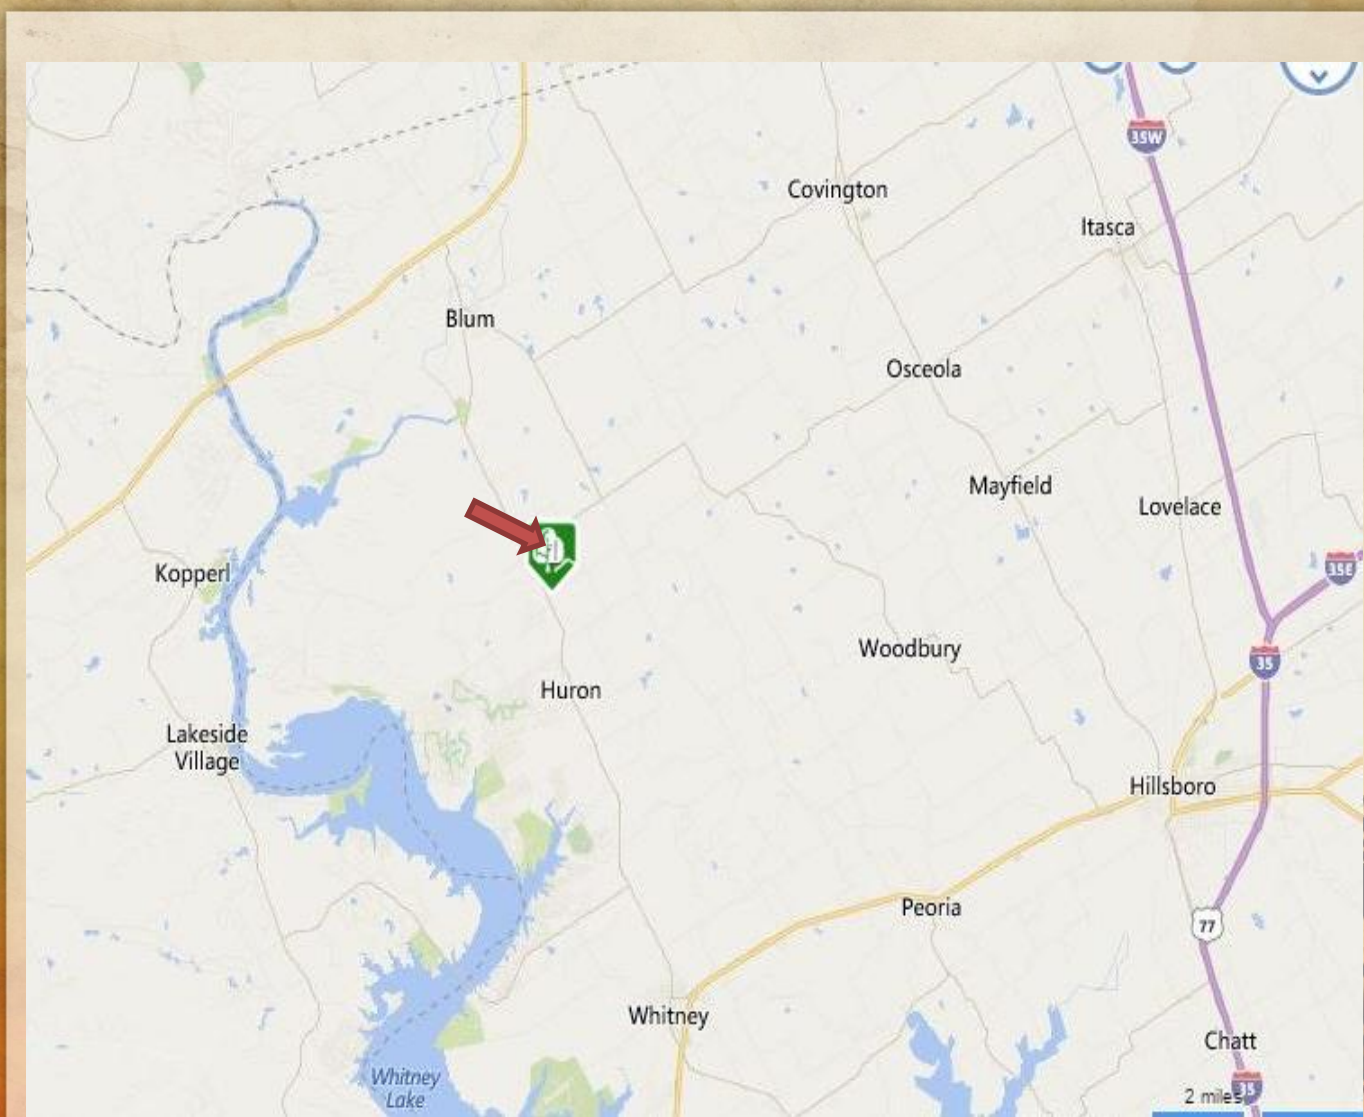 35W
Covington
Itasca
Blum
Osceola
Mayfield
Lovelace
35E
Kopperl
Woodbury
35
Huron
Lakeside
Village
Hillsboro
Peoria
77
Whitney
Chatt
Whitney
Lake
35
2 miles